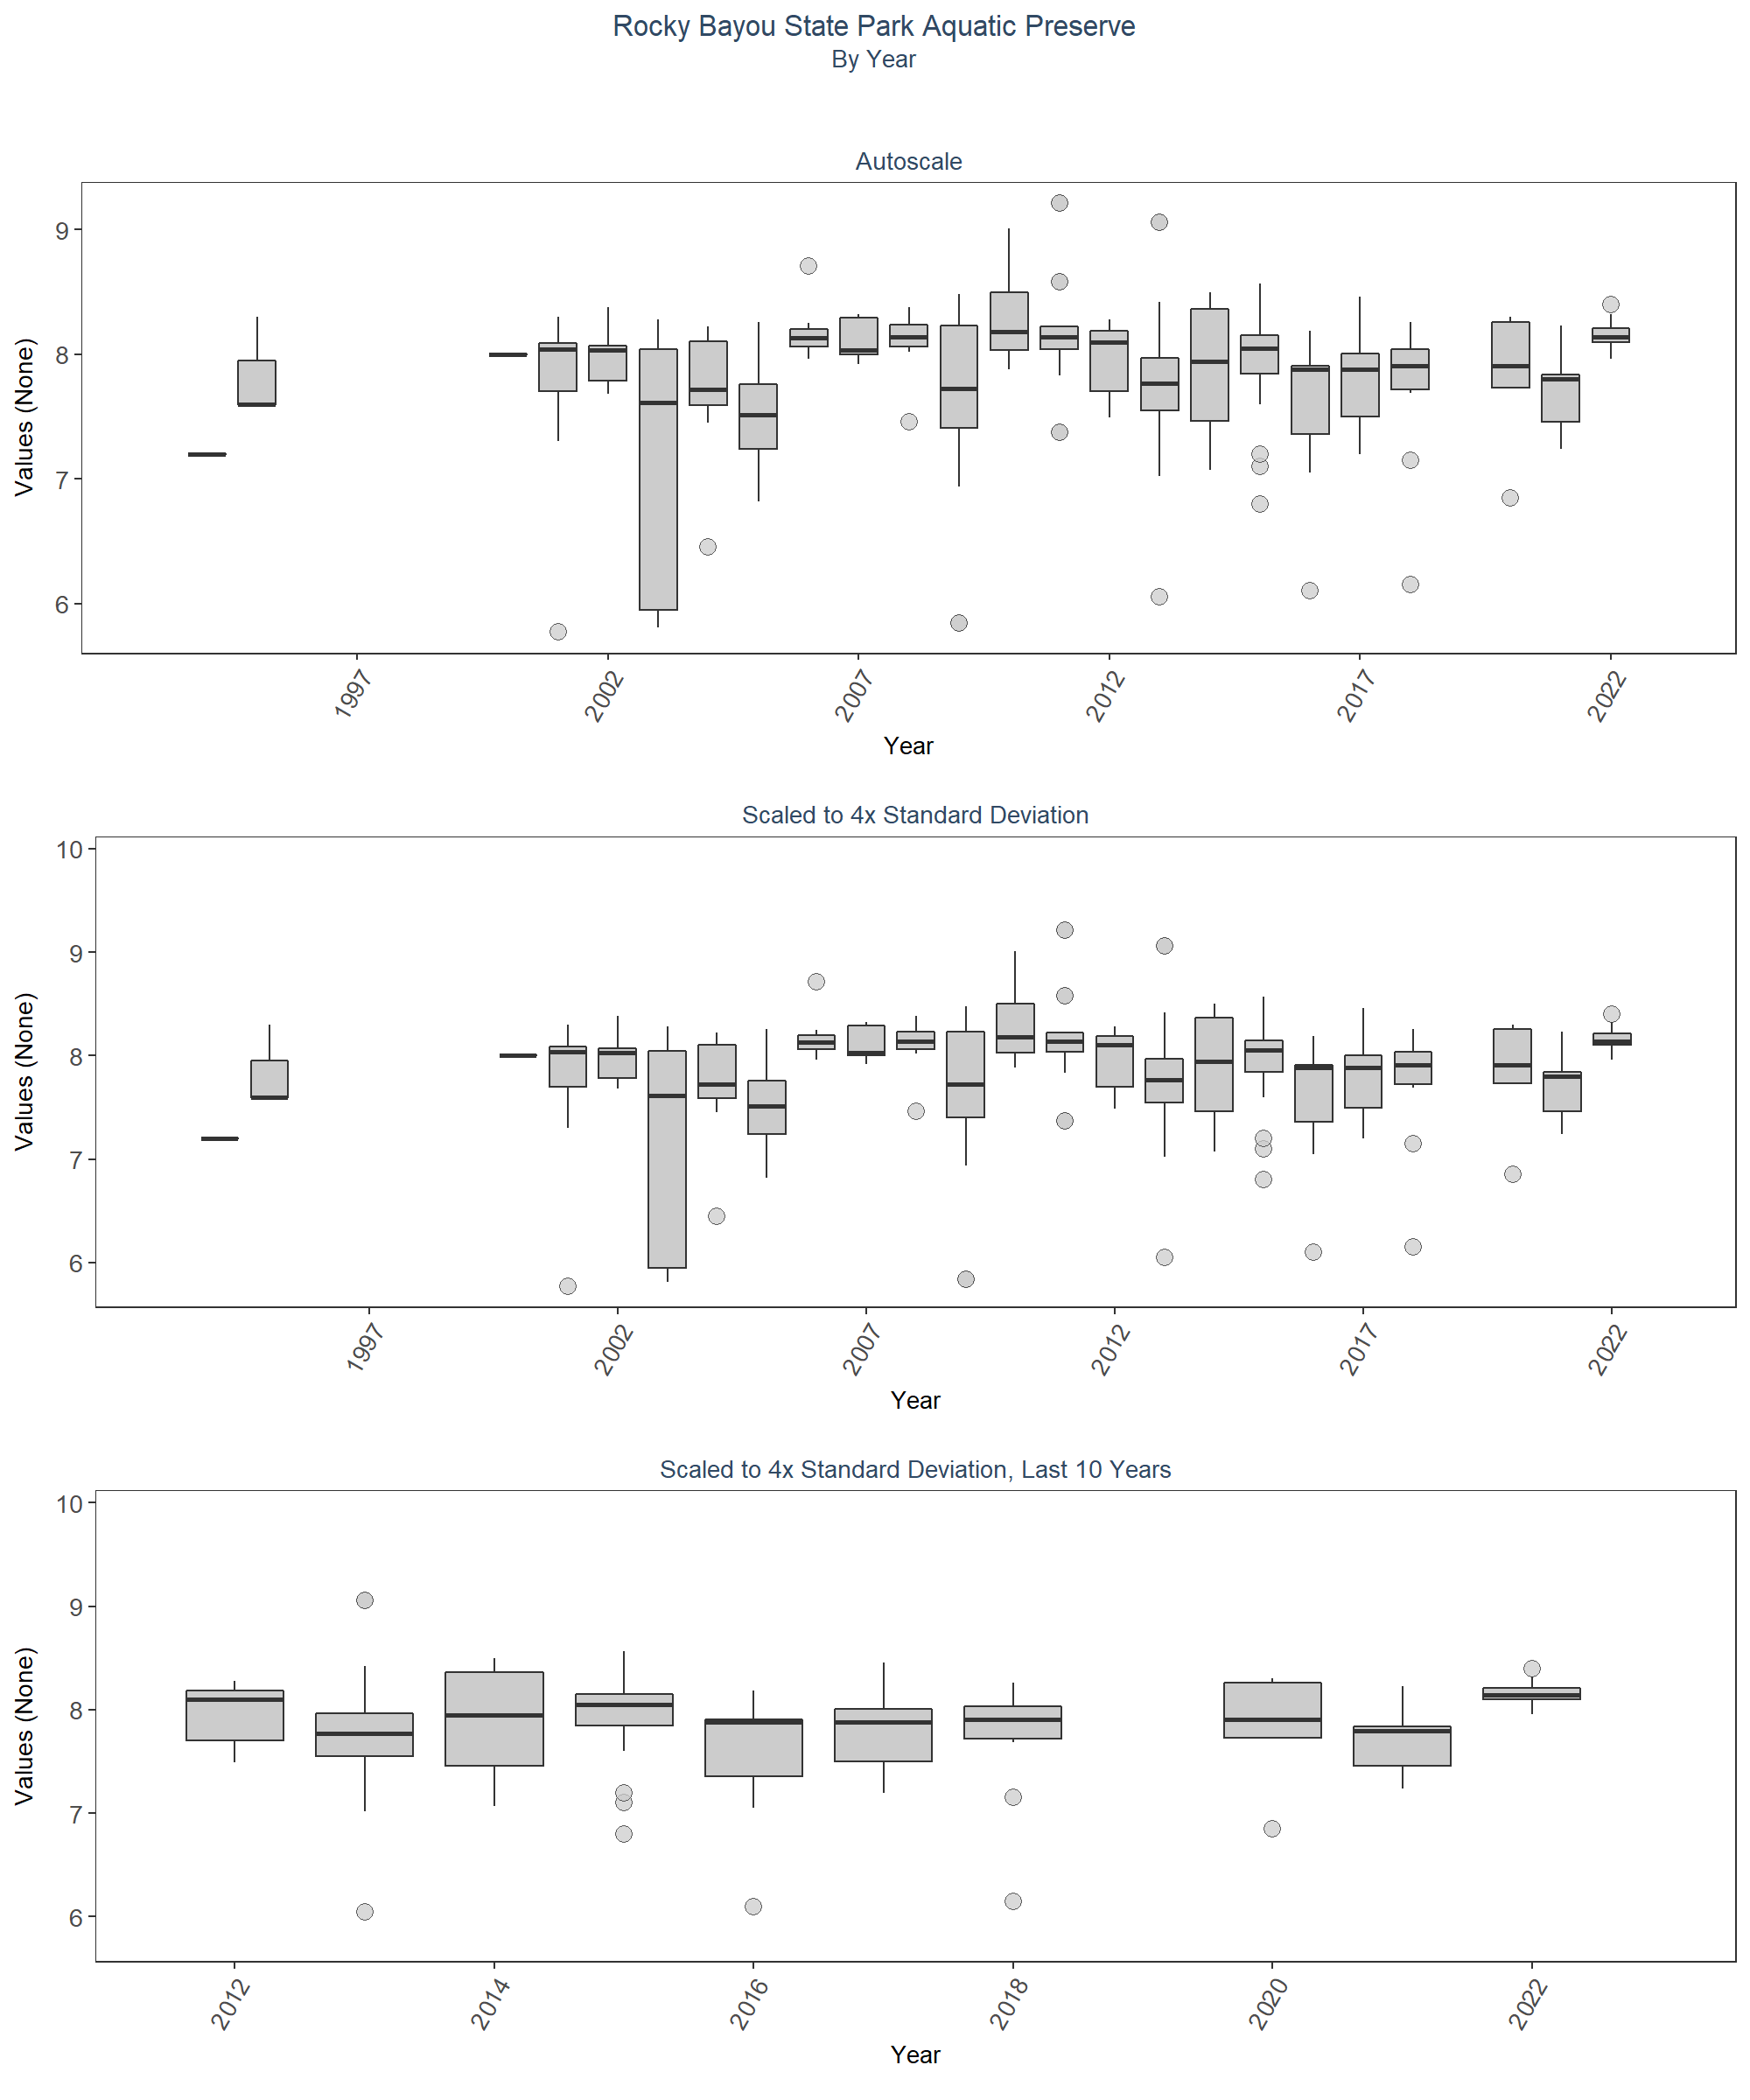 Rocky Bayou State Park Aquatic Preserve
By Year
Autoscale
Values (None)
9
8
7
6
1997 2002 2007 2012 2017 2022
Year
Scaled to 4x Standard Deviation
Values (None)
10
9
8
7
6
1997 2002 2007 2012 2017 2022
Year
Scaled to 4x Standard Deviation, Last 10 Years
Values (None)
10
9
8
7
6
2012 2014 2016 2018 2020 2022
Year